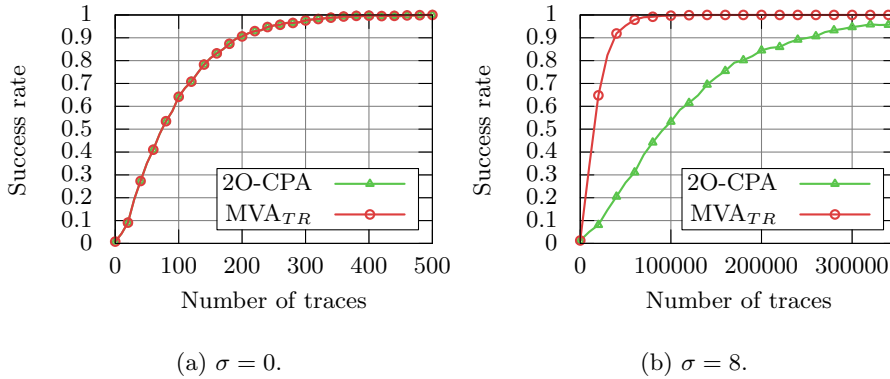 Success rate
1
0.9
0.8
0.7
0.6
0.5
0.4
0.3
0.2
0.1
0
2O-CPA
MVA_TR
0 100 200 300 400 500
Number of traces
(a) σ = 0.
Success rate
1
0.9
0.8
0.7
0.6
0.5
0.4
0.3
0.2
0.1
0
2O-CPA
MVA_TR
0 100000 200000 300000
Number of traces
(b) σ = 8.